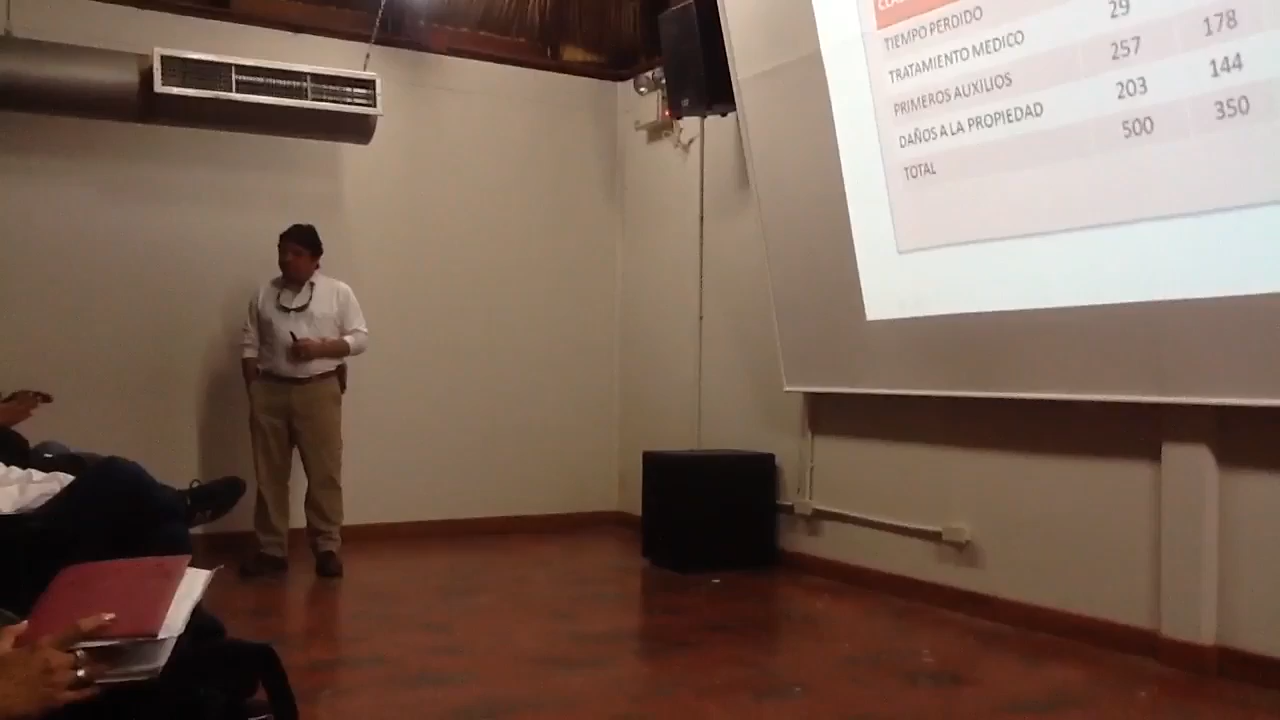 TIEMPO PERDIDO
TRATAMIENTO MEDICO 29
PRIMEROS AUXILIOS 257 178
DAÑOS A LA PROPIEDAD 203 144
TOTAL 500 350